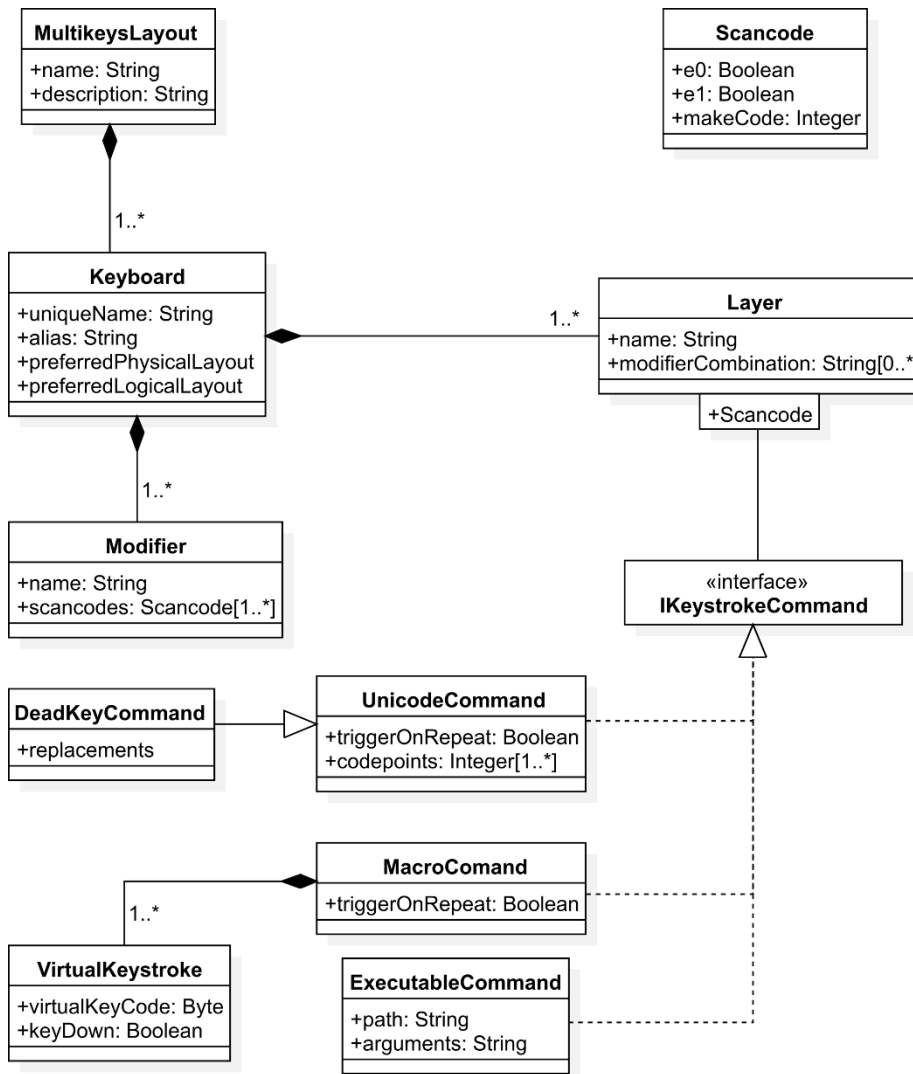 MultikeysLayout
+name: String
+description: String
Scancode
+e0: Boolean
+e1: Boolean
+makeCode: Integer
1..*
Keyboard
+uniqueName: String
+alias: String
+preferredPhysicalLayout
+preferredLogicalLayout
1..*
Layer
+name: String
+modifierCombination: String[0..*
+Scancode
1..*
Modifier
+name: String
+scancodes: Scancode[1..*]
«interface»
IKeystrokeCommand
DeadKeyCommand
+replacements
UnicodeCommand
+triggerOnRepeat: Boolean
+codepoints: Integer[1..*]
MacroComand
+triggerOnRepeat: Boolean
1..*
VirtualKeystroke
+virtualKeyCode: Byte
+keyDown: Boolean
ExecutableCommand
+path: String
+arguments: String